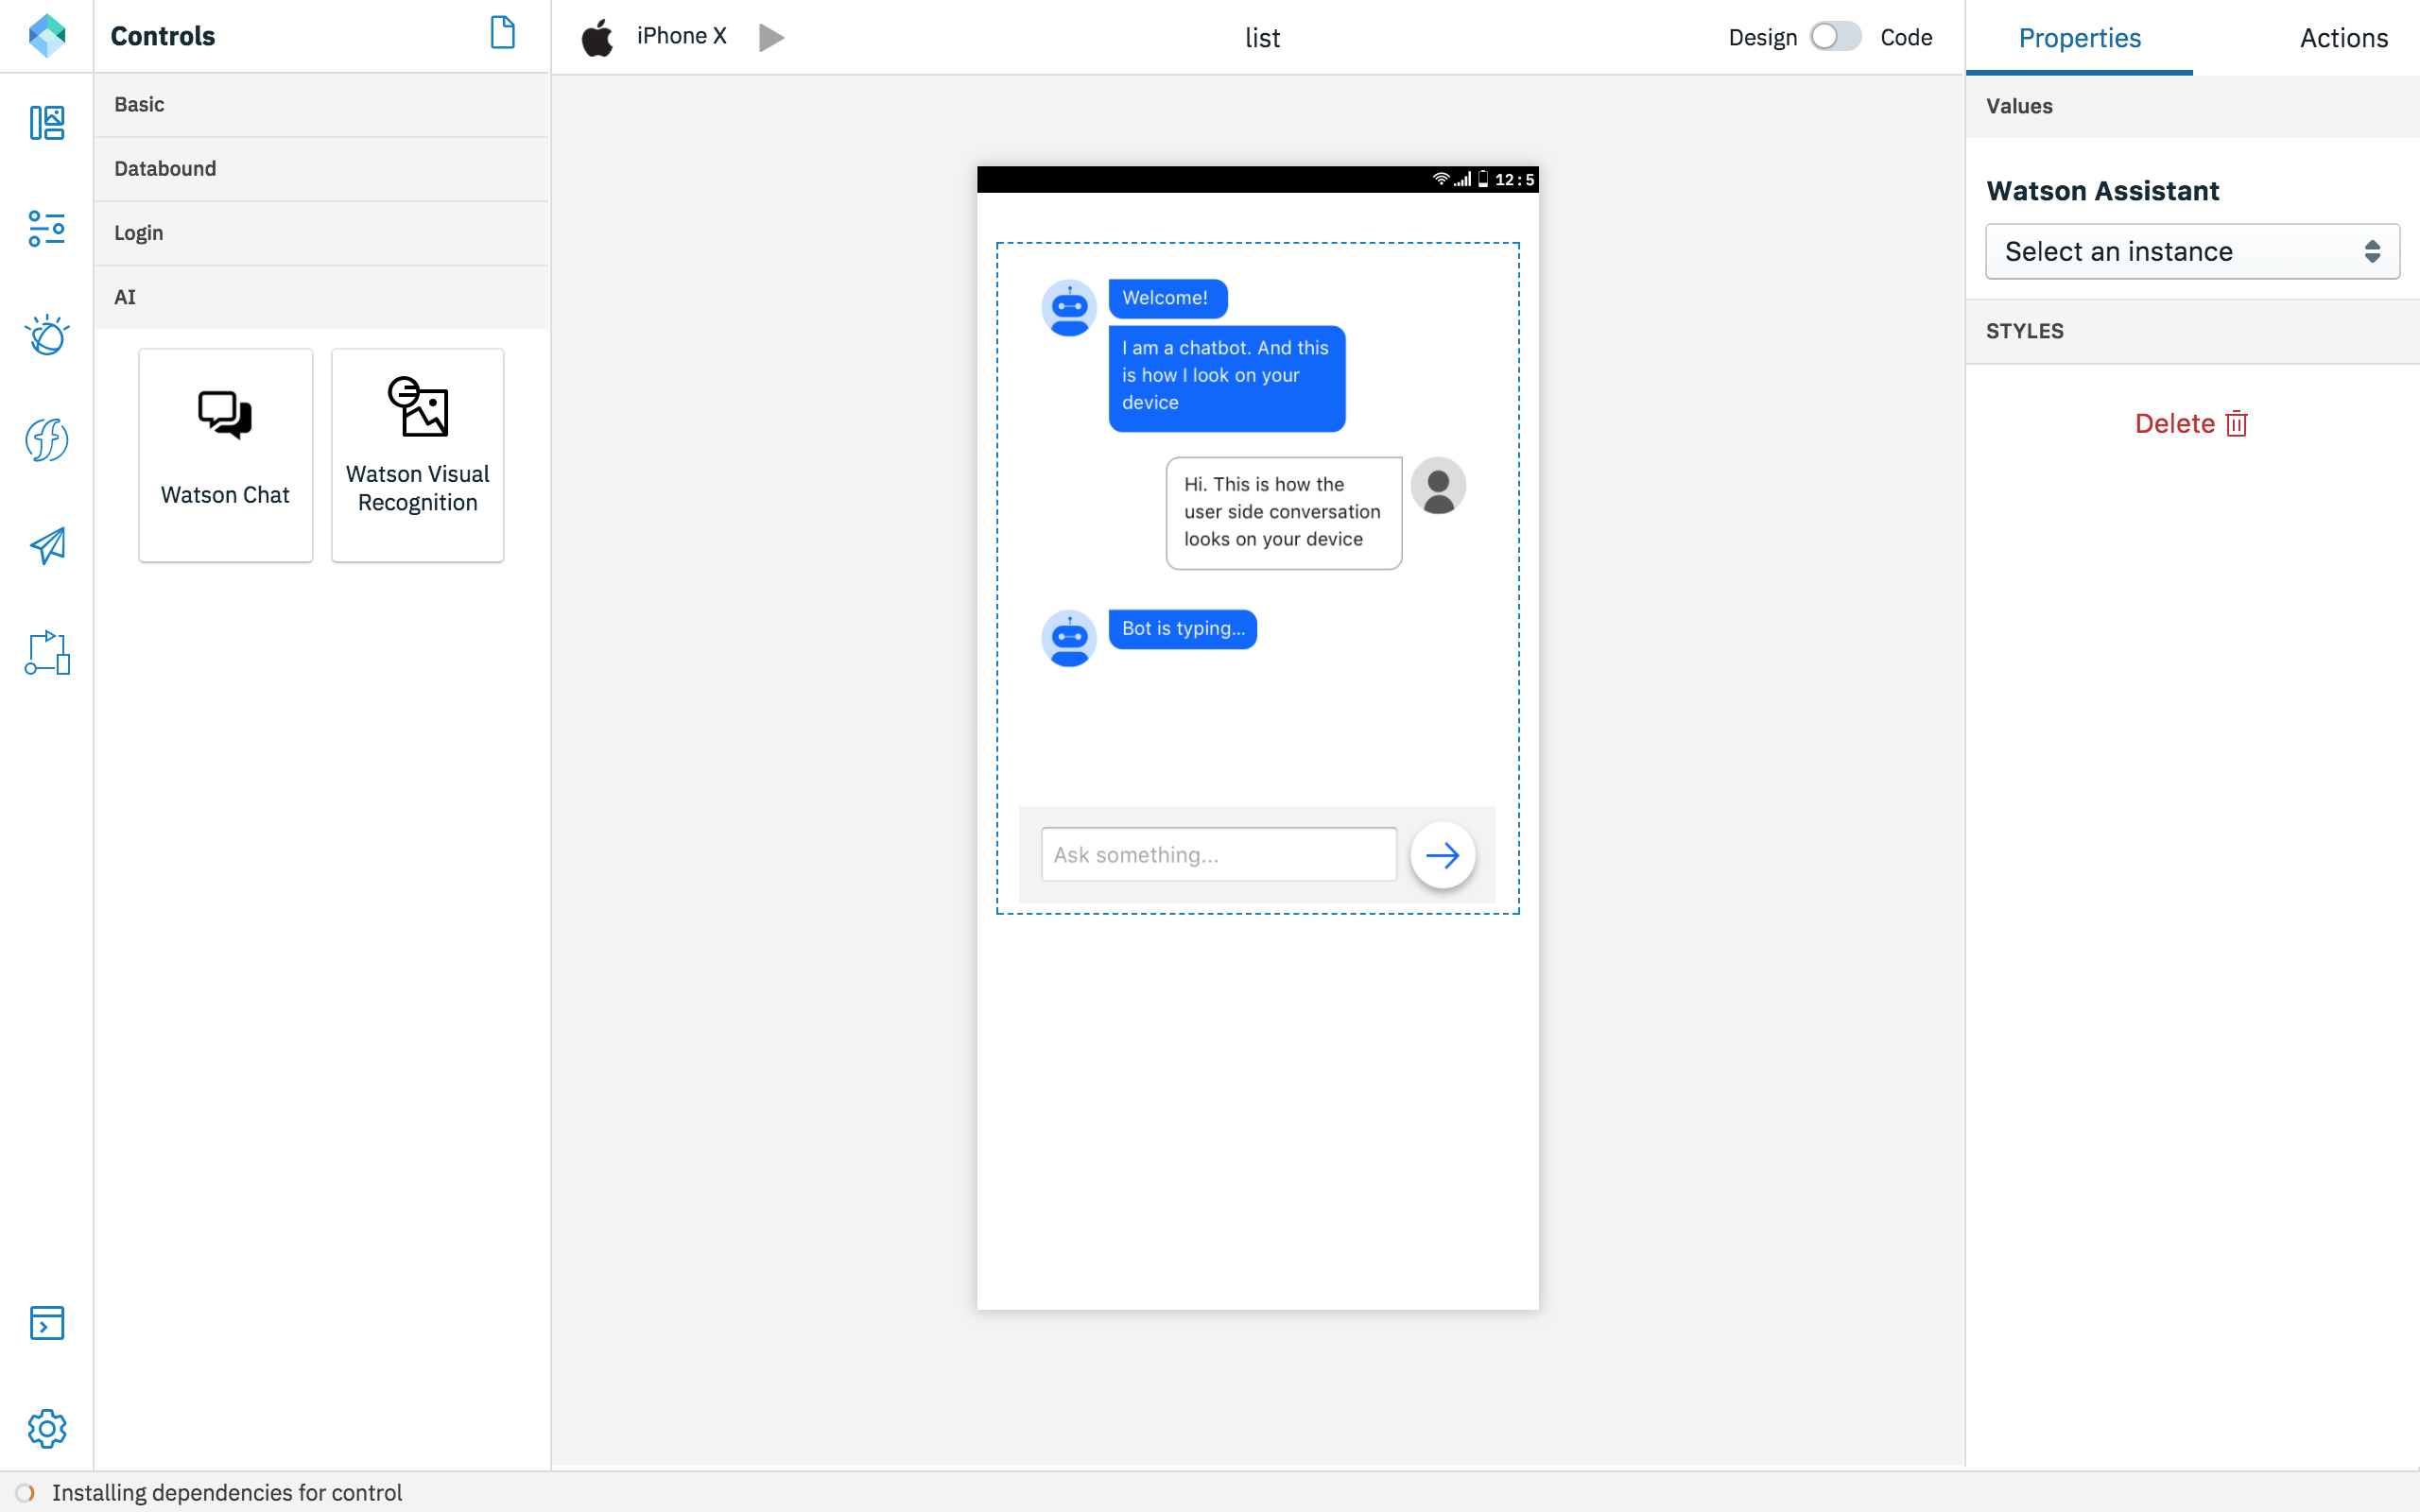 Controls
iPhone X
list
Design
Code
Properties
Actions
Basic
Databound
Login
AI
Watson Chat
Watson Visual
Recognition
12:5
Welcome!
I am a chatbot. And this
is how I look on your
device
Hi. This is how the
user side conversation
looks on your device
Bot is typing...
Ask something...
Values
Watson Assistant
Select an instance
STYLES
Delete
Installing dependencies for control